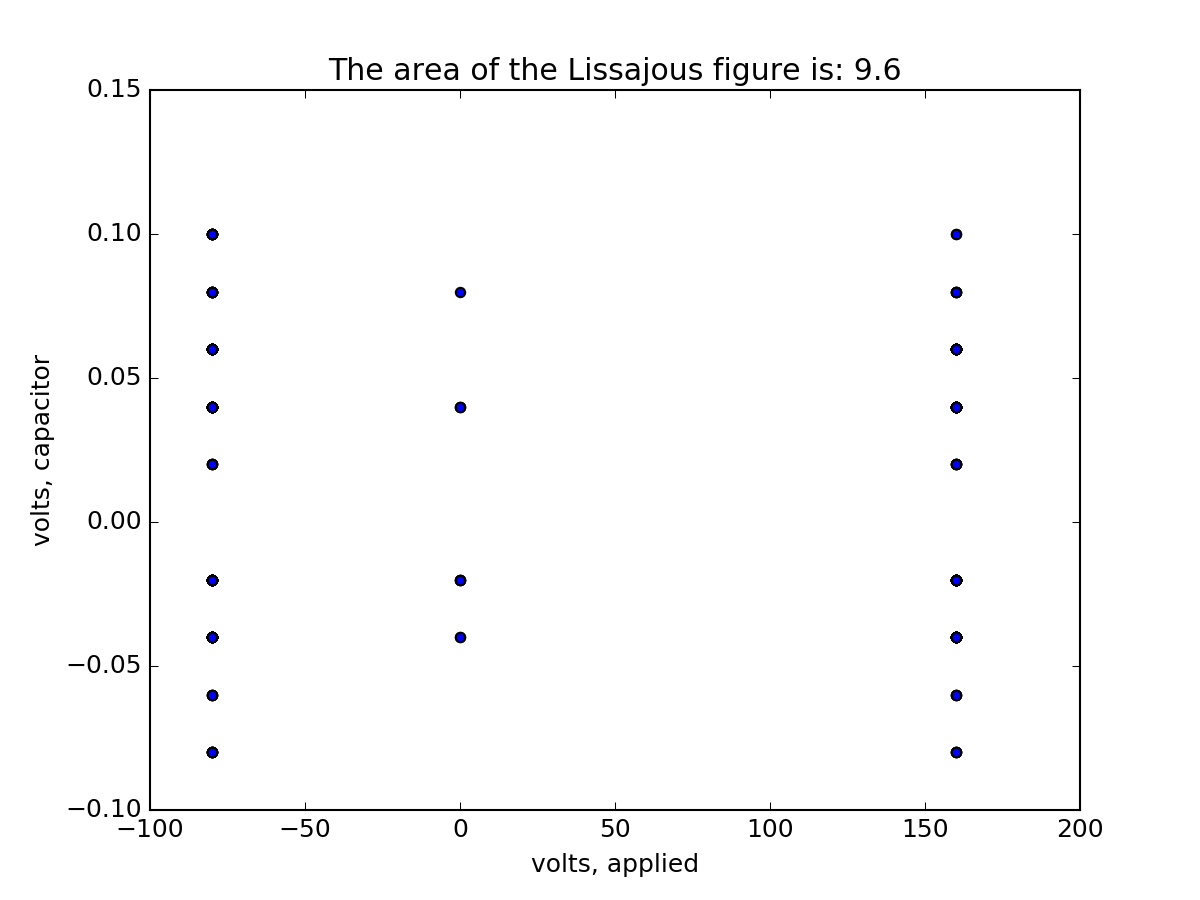 The area of the Lissajous figure is: 9.6
0.15
0.10
0.05
0.00
−0.05
−0.10
volts, capacitor
−100 −50 0 50 100 150 200
volts, applied